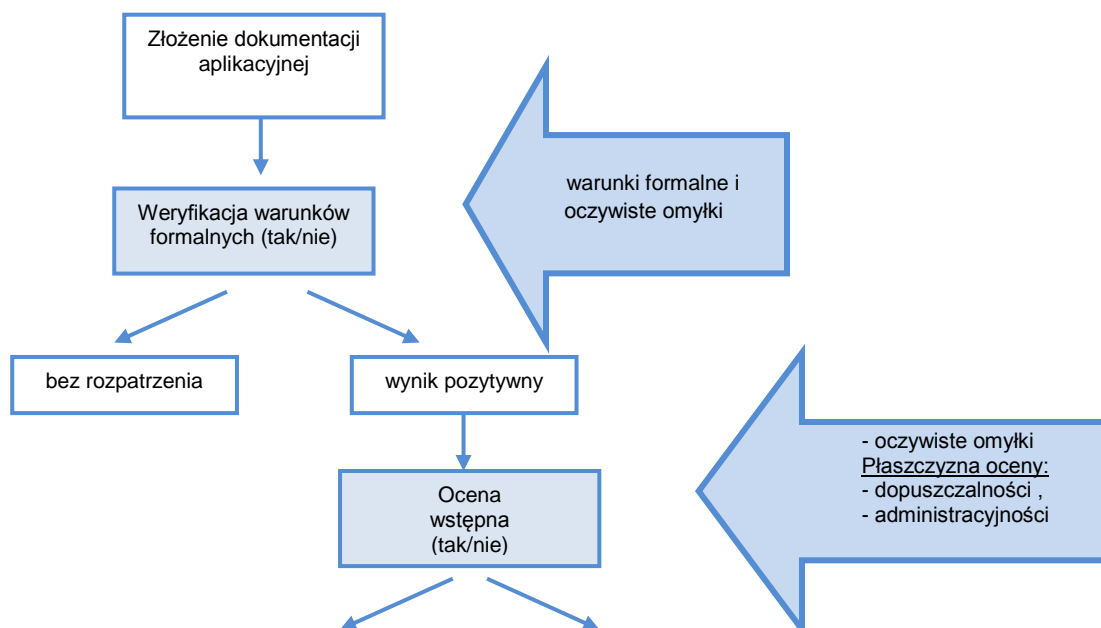 Złożenie dokumentacji
aplikacyjnej
Weryfikacja warunków
formalnych (tak/nie)
warunki formalne i
oczywiste omyłki
bez rozpatrzenia
wynik pozytywny
Ocena
wstępna
(tak/nie)
- oczywiste omyłki
Płaszczyzna oceny:
- dopuszczalności ,
- administracyjności